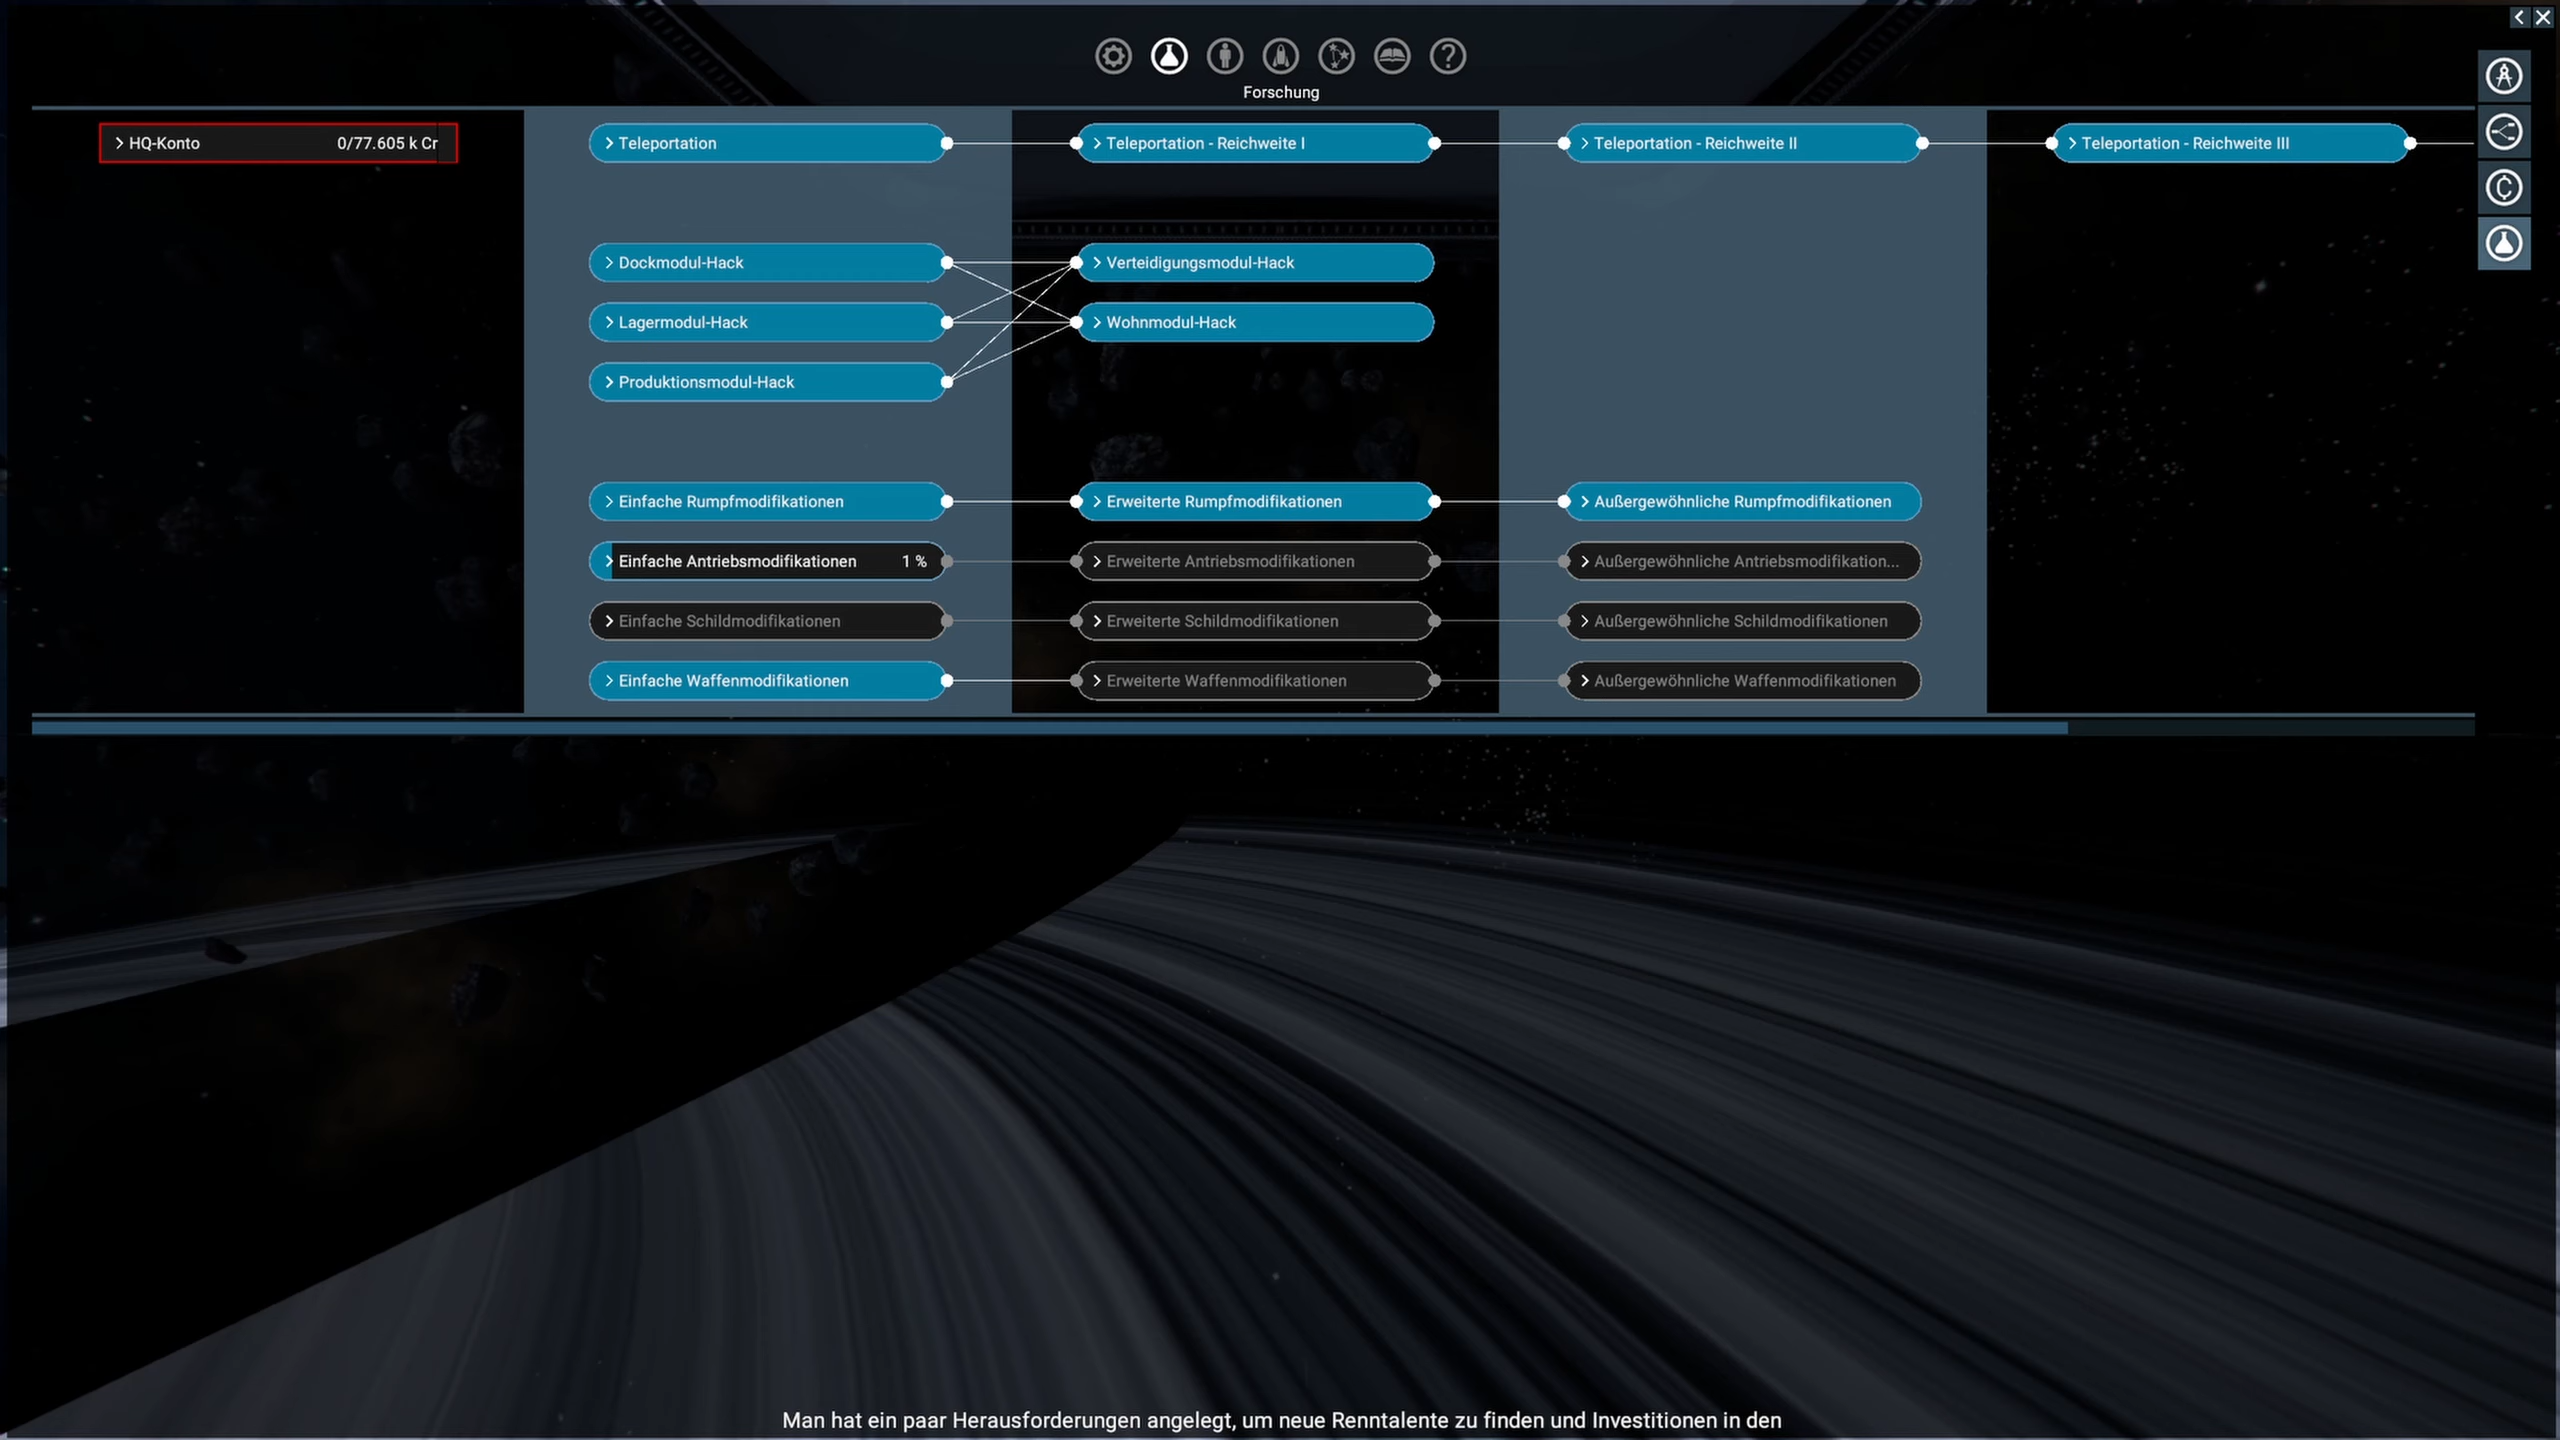 Forschung
HQ-Konto 0/77.605 k Cr
Teleportation
Teleportation - Reichweite I
Teleportation - Reichweite II
Teleportation - Reichweite III
Dockmodul-Hack
Verteidigungsmodul-Hack
Lagermodul-Hack
Wohnmodul-Hack
Produktionsmodul-Hack
Einfache Rumpfmodifikationen
Erweiterte Rumpfmodifikationen
Außergewöhnliche Rumpfmodifikationen
Einfache Antriebsmodifikationen 1 %
Erweiterte Antriebsmodifikationen
Außergewöhnliche Antriebsmodifikation...
Einfache Schildmodifikationen
Erweiterte Schildmodifikationen
Außergewöhnliche Schildmodifikationen
Einfache Waffenmodifikationen
Erweiterte Waffenmodifikationen
Außergewöhnliche Waffenmodifikationen
Man hat ein paar Herausforderungen angelegt, um neue Renntalente zu finden und Investitionen in den